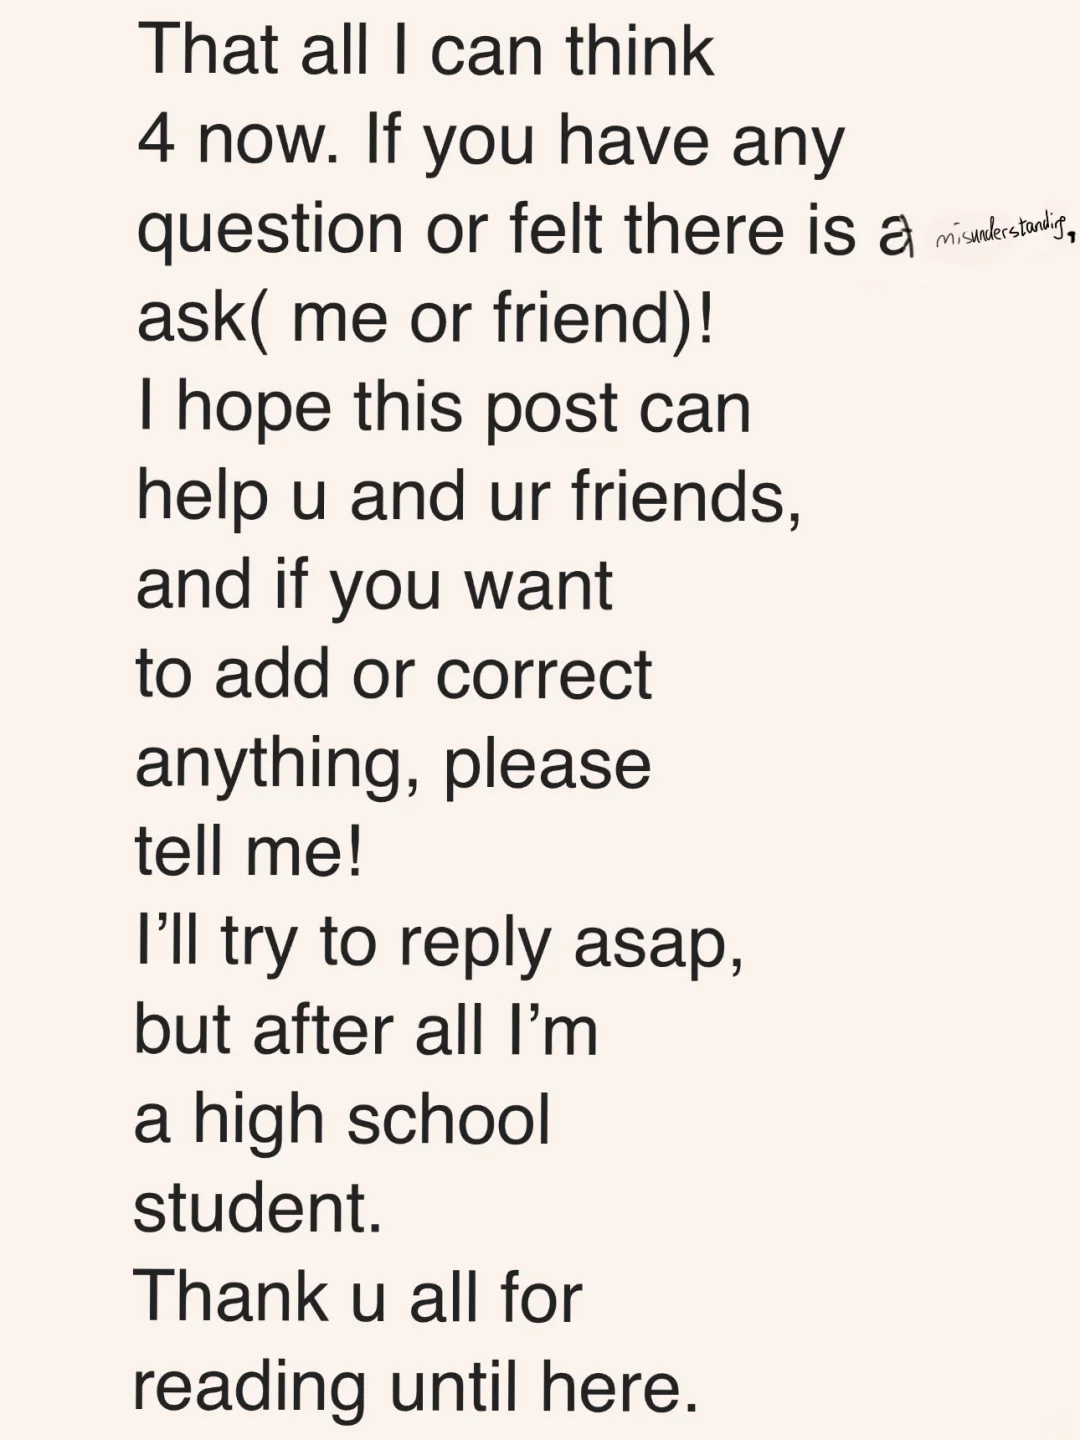 That all I can think
4 now. If you have any
question or felt there is a misunderstanding,
ask( me or friend)!
I hope this post can
help u and ur friends,
and if you want
to add or correct
anything, please
tell me!
I’ll try to reply asap,
but after all I’m
a high school
student.
Thank u all for
reading until here.